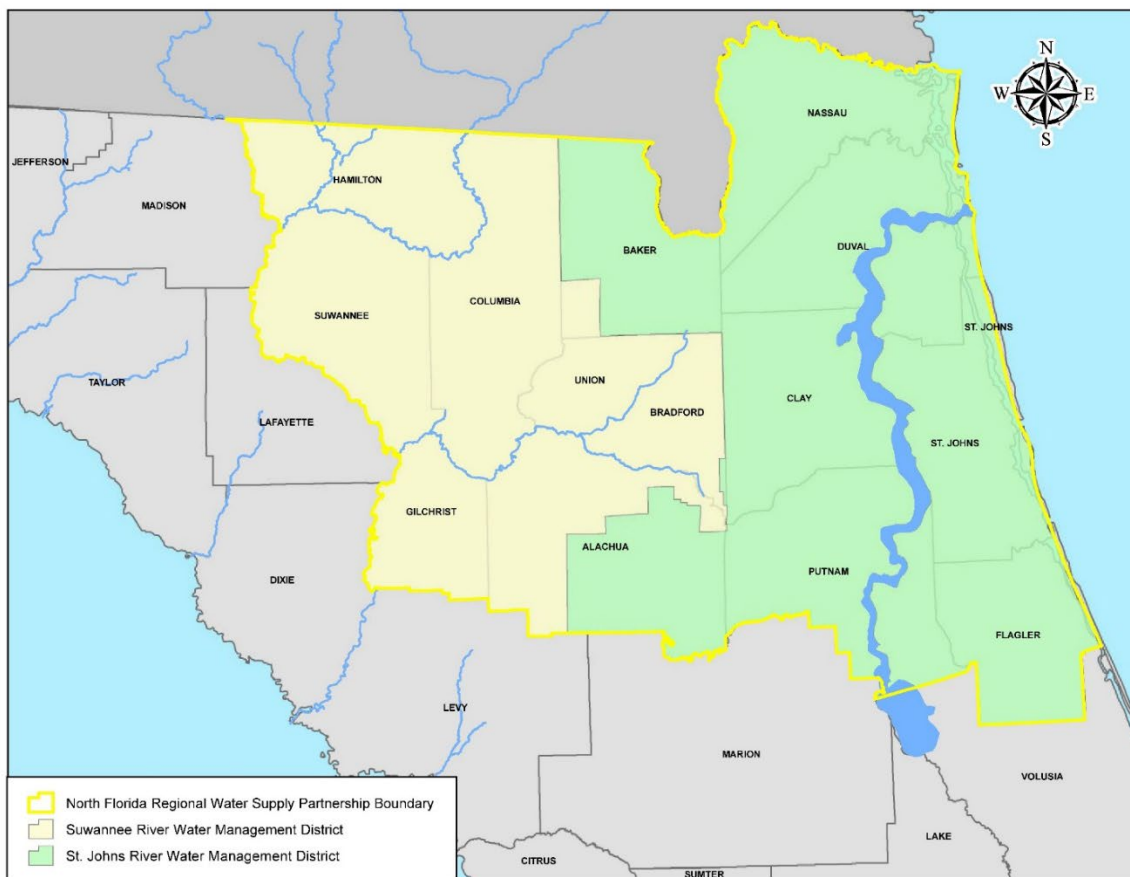 N
W E
S
NASSAU
JEFFERSON
HAMILTON
MADISON
DUVAL
BAKER
COLUMBIA
SUWANNEE
ST. JOHNS
UNION
TAYLOR
CLAY
BRADFORD
LAFAYETTE
ST. JOHNS
GILCHRIST
ALACHUA
PUTNAM
DIXIE
FLAGLER
LEVY
MARION
VOLUSIA
North Florida Regional Water Supply Partnership Boundary
Suwannee River Water Management District
St. Johns River Water Management District
LAKE
CITRUS
SUMTER